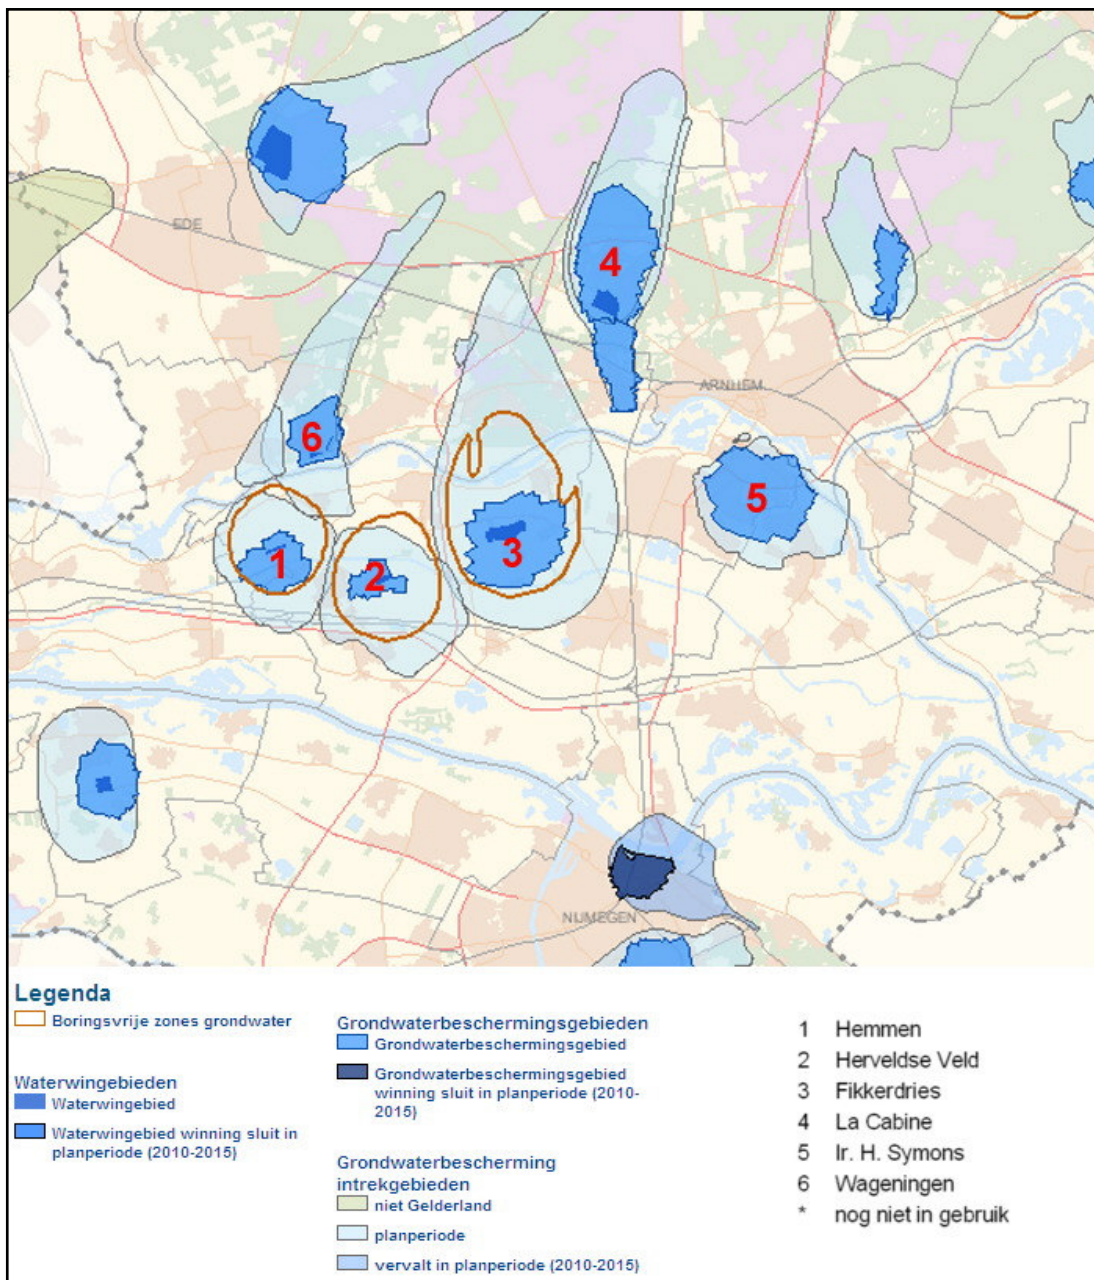 EDE
4
ARNHEM
6
5
3
1
2
NIJMEGEN
Legenda
Boringsvrije zones grondwater
Waterwingebieden
Waterwingebied
Waterwingebied winning sluit in
planperiode (2010-2015)
Grondwaterbeschermingsgebieden
Grondwaterbeschermingsgebied
Grondwaterbeschermingsgebied
winning sluit in planperiode (2010-
2015)
Grondwaterbescherming
intrekgebieden
niet Gelderland
planperiode
vervalt in planperiode (2010-2015)
1 Hemmen
2 Herveldse Veld
3 Fikkerdries
4 La Cabine
5 Ir. H. Symons
6 Wageningen
* nog niet in gebruik